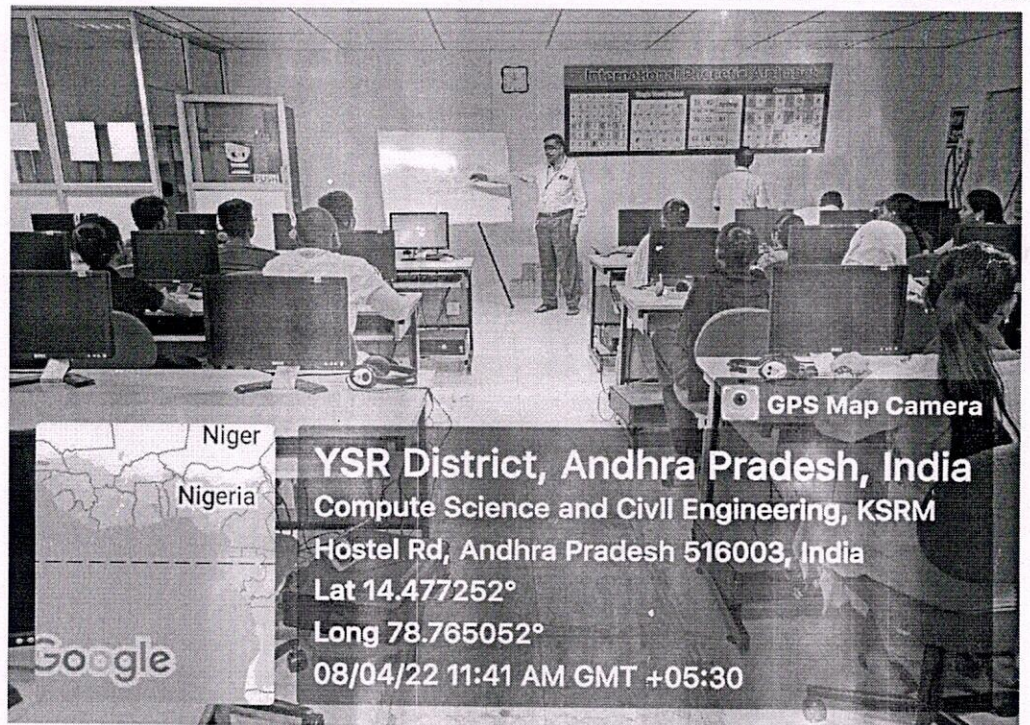 International Phonetic Alphabet
PUSH
GPS Map Camera
Niger
Nigeria
Google
YSR District, Andhra Pradesh, India
Compute Science and Civil Engineering, KSRM
Hostel Rd, Andhra Pradesh 516003, India
Lat 14.477252°
Long 78.765052°
08/04/22 11:41 AM GMT +05:30